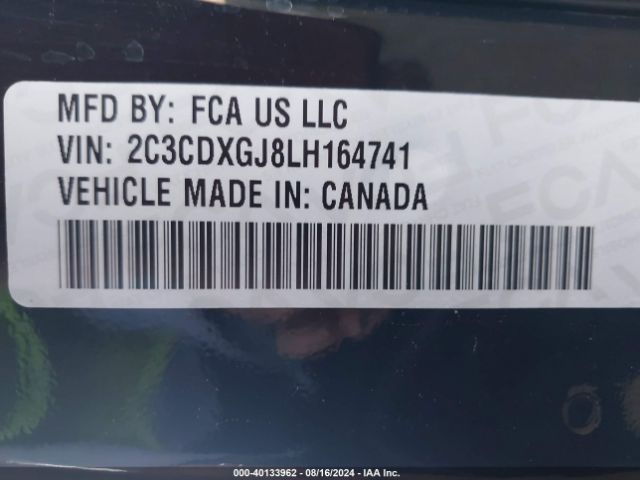 MFD BY: FCA US LLC
VIN: 2C3CDXGJ8LH164741
VEHICLE MADE IN: CANADA
000-40133962 - 08/16/2024 - IAA Inc.